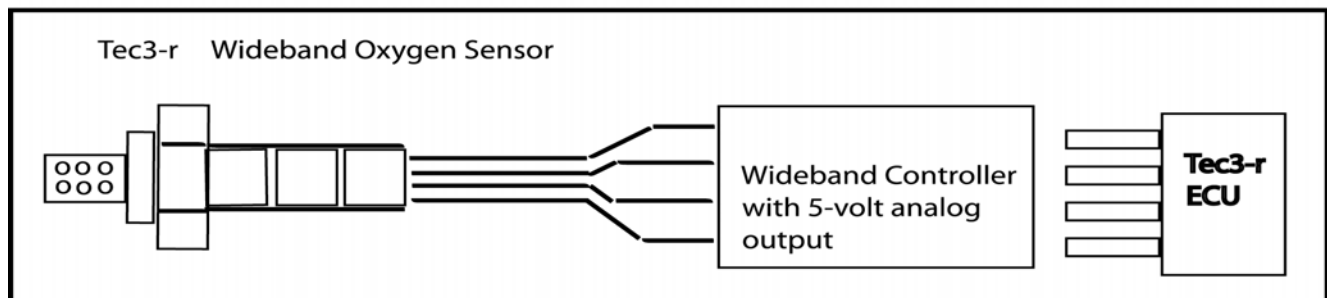 Tec3-r Wideband Oxygen Sensor
Wideband Controller
with 5-volt analog
output
Tec3-r
ECU